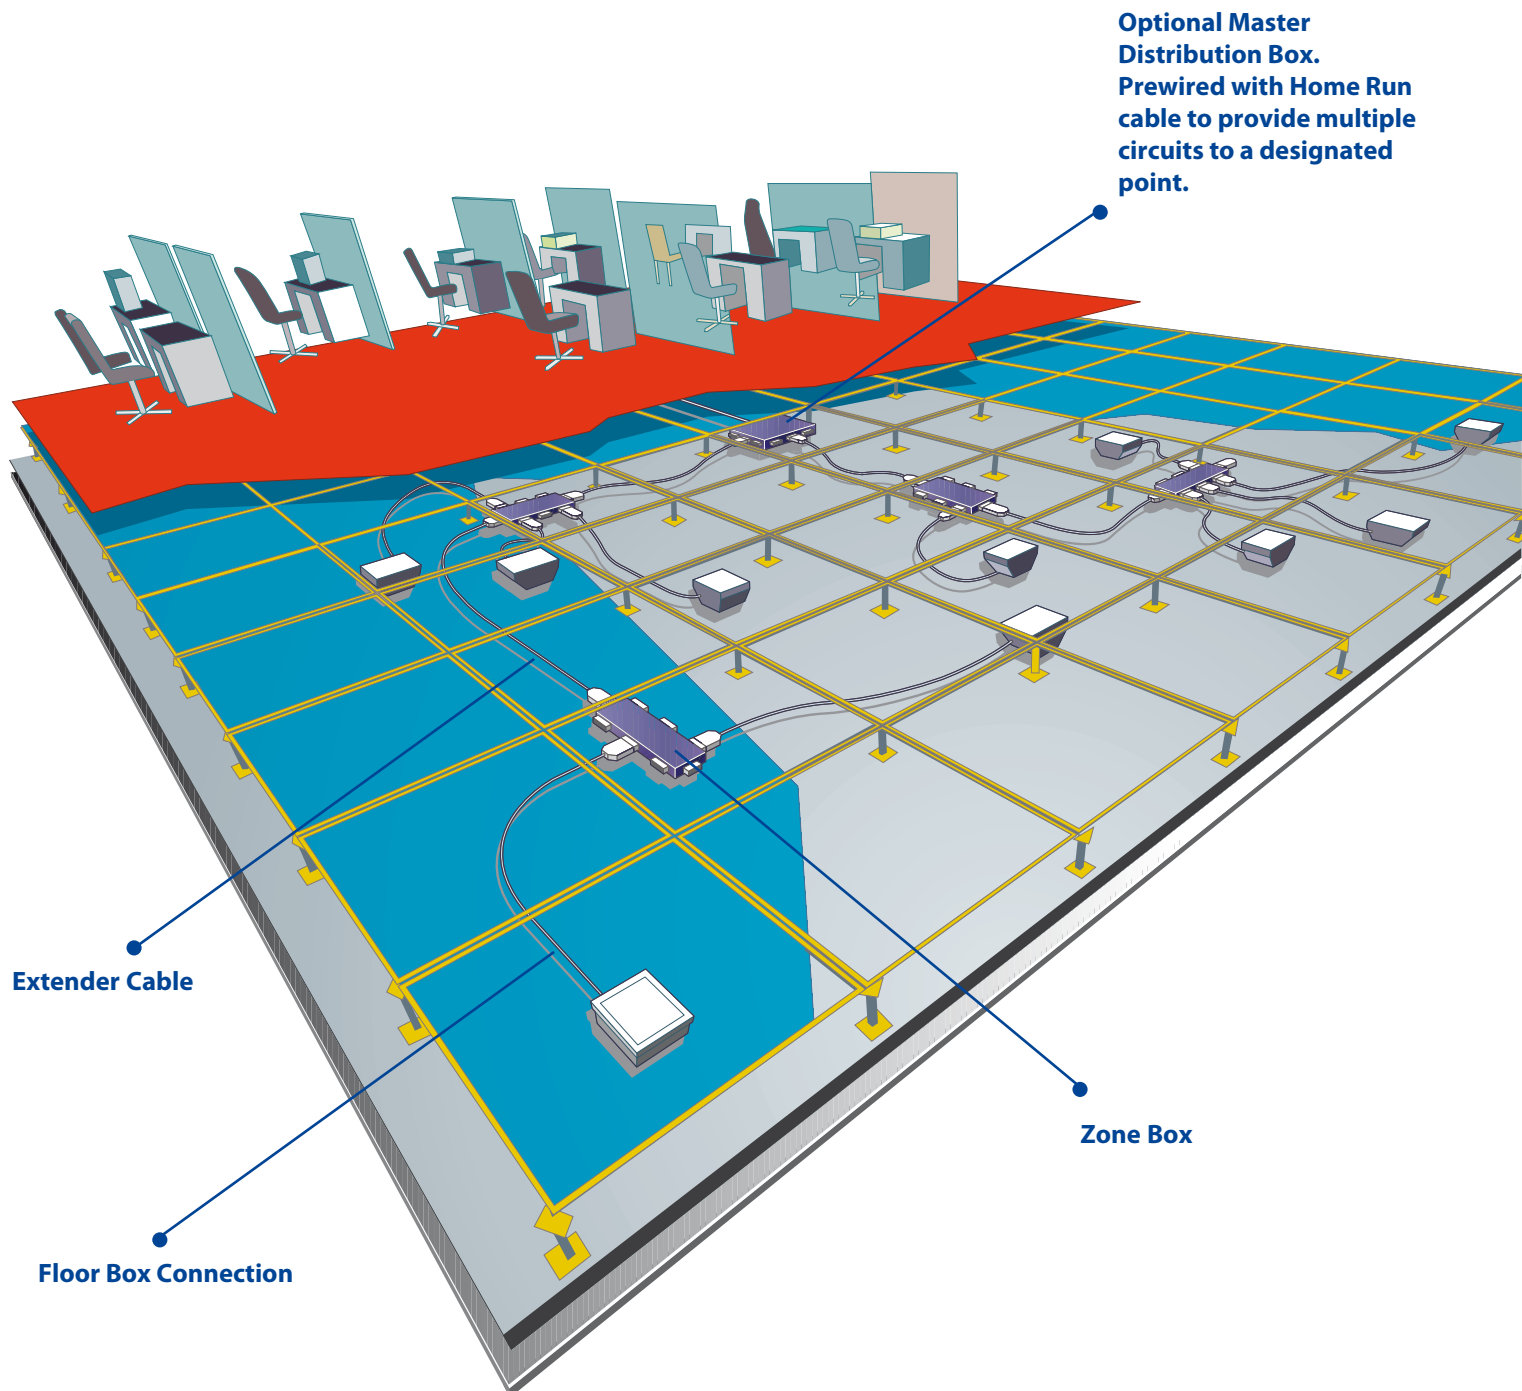 Optional Master
Distribution Box.
Prewired with Home Run
cable to provide multiple
circuits to a designated
point.
Extender Cable
Zone Box
Floor Box Connection